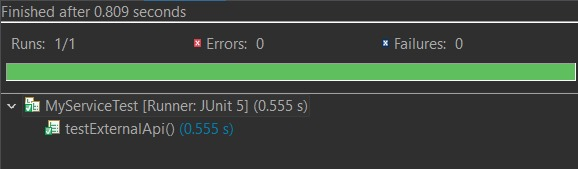 Finished after 0.809 seconds
Runs: 1/1 Errors: 0 Failures: 0
MyServiceTest [Runner: JUnit 5] (0.555 s)
testExternalApi() (0.555 s)